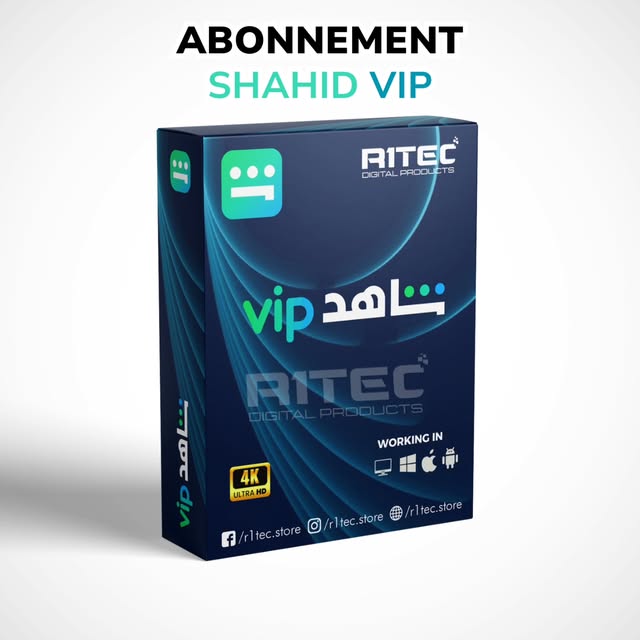 ABONNEMENT
SHAHID VIP
R1TEC
DIGITAL PRODUCTS
شاهد vip
R1TEC
DIGITAL PRODUCTS
WORKING IN
4K
ULTRA HD
/r1tec.store /r1tec.store /r1tec.store
شاهد vip